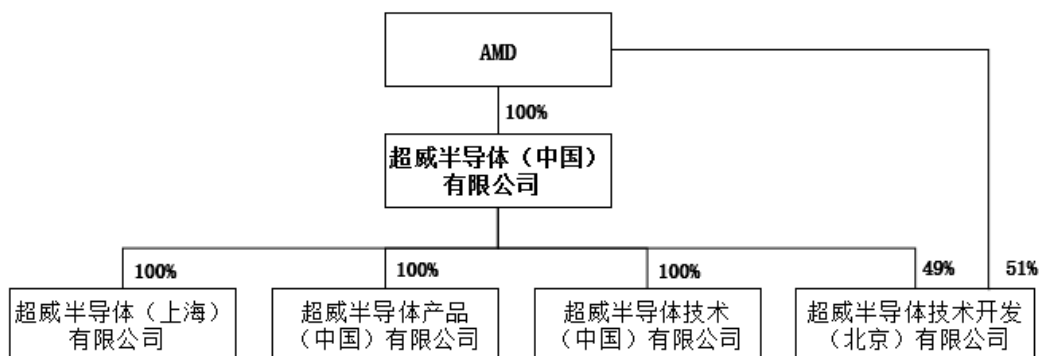 AMD
100%
超威半导体（中国）
有限公司
100%
100%
100%
49%
51%
超威半导体（上海）
有限公司
超威半导体产品
（中国）有限公司
超威半导体技术
（中国）有限公司
超威半导体技术开发
（北京）有限公司